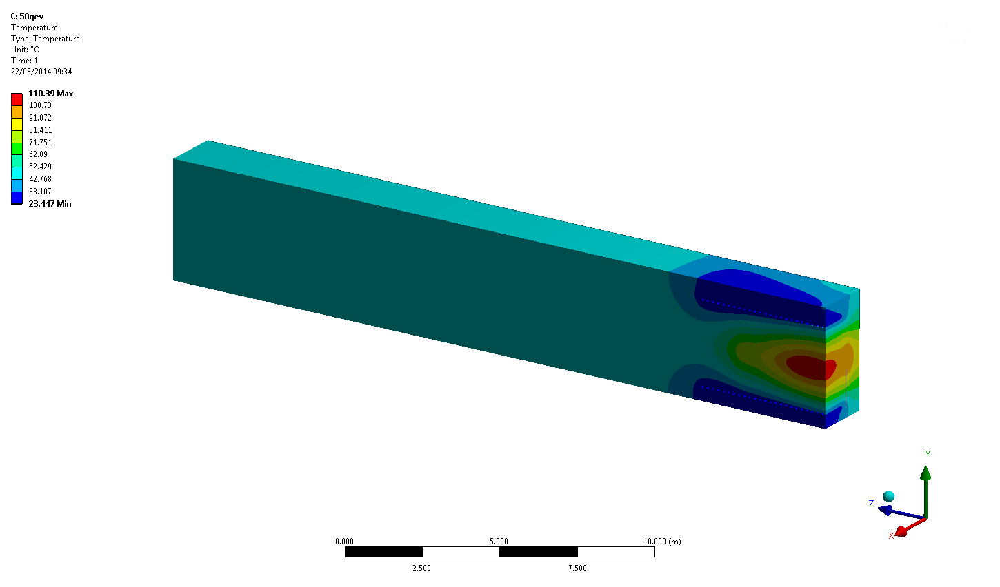 C: 50gev
Temperature
Type: Temperature
Unit: °C
Time: 1
22/08/2014 09:34
110.39 Max
100.73
91.072
81.411
71.751
62.09
52.429
42.768
33.107
23.447 Min
Y
Z
X
0.000 5.000 10.000 (m)
2.500 7.500